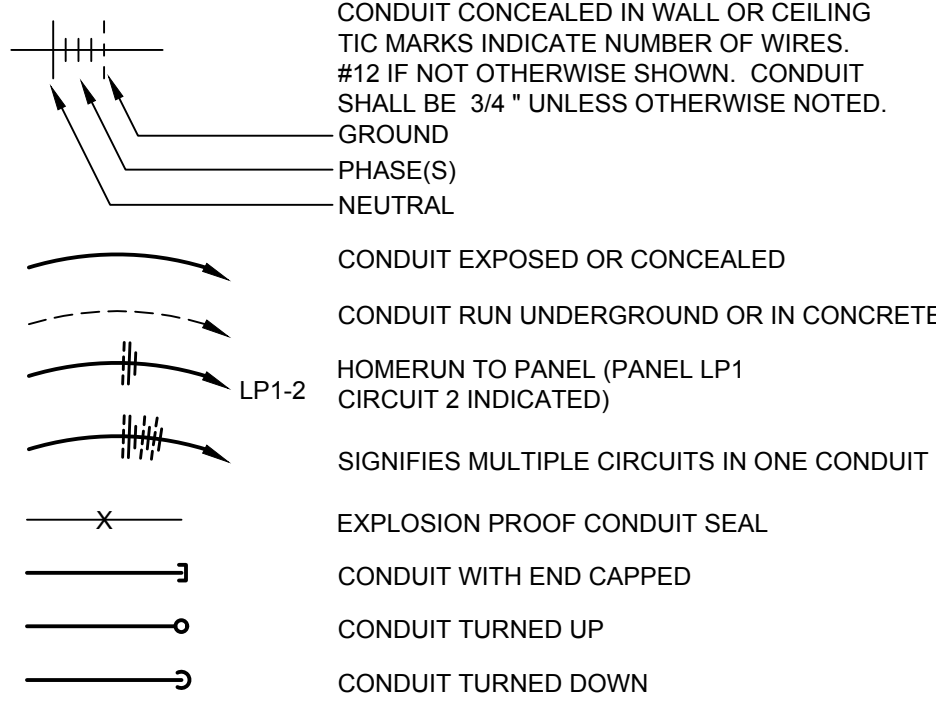 CONDUIT CONCEALED IN WALL OR CEILING
TIC MARKS INDICATE NUMBER OF WIRES.
#12 IF NOT OTHERWISE SHOWN. CONDUIT
SHALL BE 3/4 " UNLESS OTHERWISE NOTED.
GROUND
PHASE(S)
NEUTRAL
CONDUIT EXPOSED OR CONCEALED
CONDUIT RUN UNDERGROUND OR IN CONCRETE
LP1-2
HOMERUN TO PANEL (PANEL LP1
CIRCUIT 2 INDICATED)
SIGNIFIES MULTIPLE CIRCUITS IN ONE CONDUIT
X
EXPLOSION PROOF CONDUIT SEAL
CONDUIT WITH END CAPPED
CONDUIT TURNED UP
CONDUIT TURNED DOWN